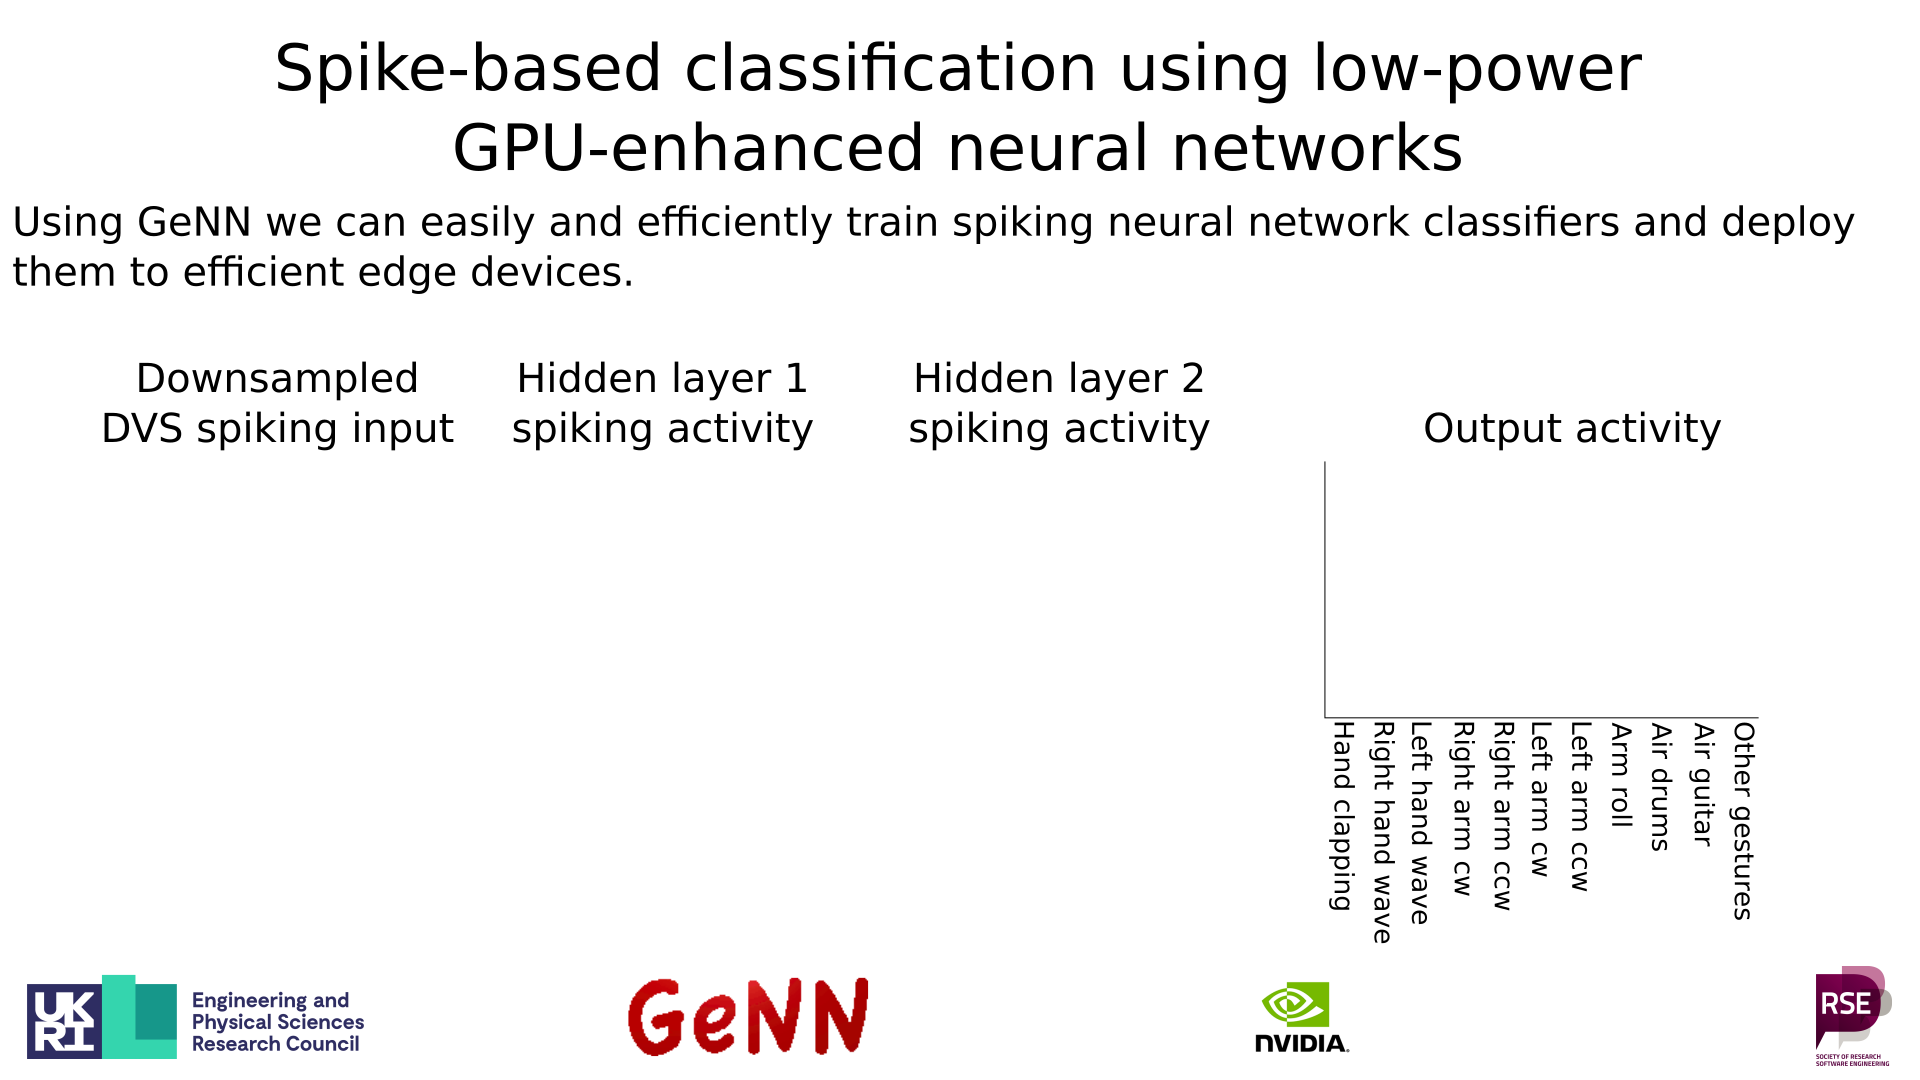 Spike-based classification using low-power
GPU-enhanced neural networks
Using GeNN we can easily and efficiently train spiking neural network classifiers and deploy
them to efficient edge devices.
Downsampled
DVS spiking input
Hidden layer 1
spiking activity
Hidden layer 2
spiking activity
Output activity
Hand clapping
Right hand wave
Left hand wave
Right arm cw
Right arm ccw
Left arm cw
Left arm ccw
Arm roll
Air drums
Air guitar
Other gestures
UK
RI
Engineering and
Physical Sciences
Research Council
GeNN
NVIDIA.
RSE
SOCIETY OF RESEARCH
SOFTWARE ENGINEERING